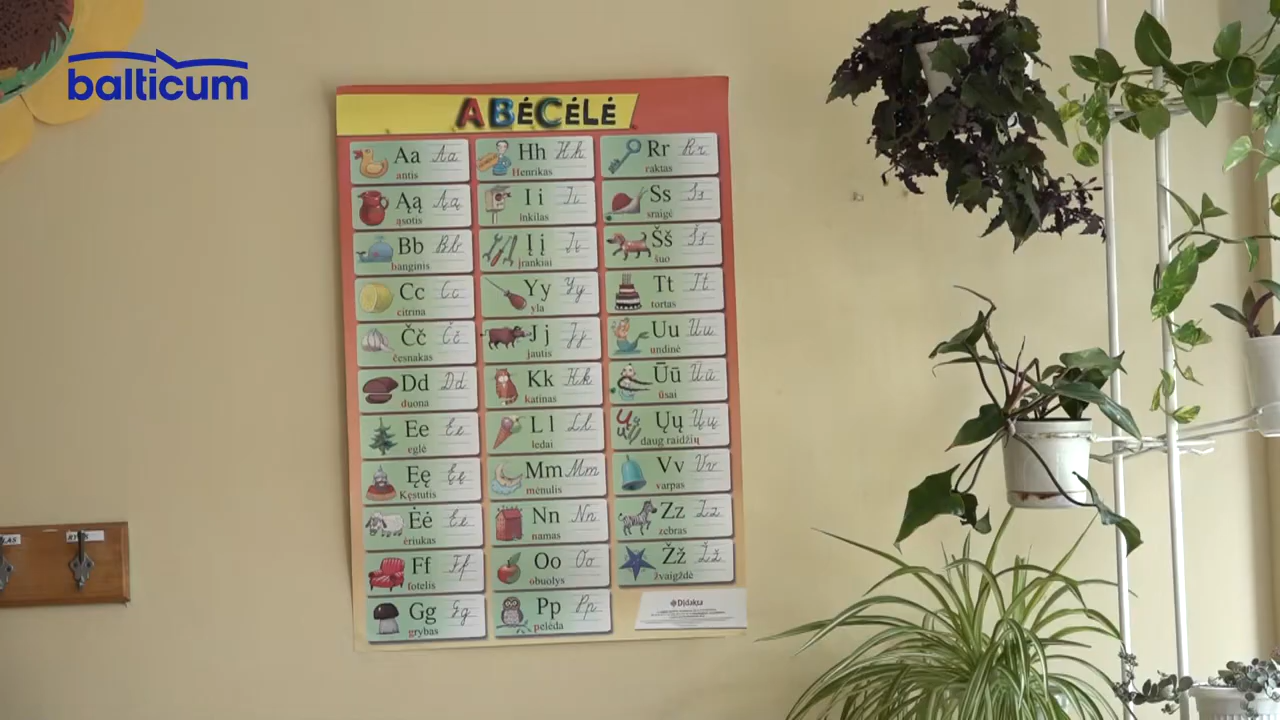 balticum
ABĖCĖLĖ
Aa Aa
antis
Ąą Ąą
ąsotis
Bb Bb
banginis
Cc Cc
citrina
Čč Čč
česnakas
Dd Dd
duona
Ee Ee
eglė
Ęę Ęę
Kęstutis
Ėė Ėė
ėriukas
Ff Ff
fotelis
Gg Gg
grybas
Hh Hh
Henrikas
Ii Ii
inkilas
Įį Įį
įrankiai
Yy Yy
yla
Jj Jj
jautis
Kk Kk
katinas
Ll Ll
ledai
Mm Mm
mėnulis
Nn Nn
namas
Oo Oo
obuolys
Pp Pp
pelėda
Rr Rr
raktas
Ss Ss
sraigė
Šš Šš
šuo
Tt Tt
tortas
Uu Uu
undinė
Ūū Ūū
ūsai
Ųų Ųų
daug raidžių
Vv Vv
varpas
Zz Zz
zebras
Žž Žž
žvaigždė
Didakta